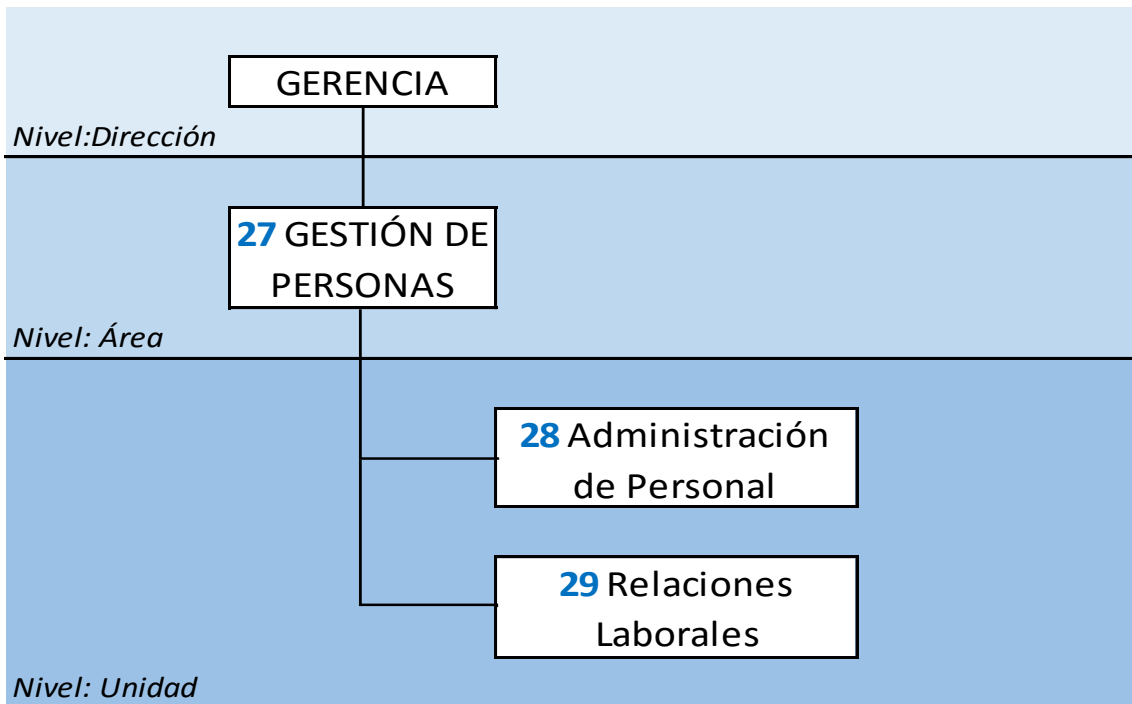 GERENCIA
Nivel:Dirección
27 GESTIÓN DE
PERSONAS
Nivel: Área
28 Administración
de Personal
29 Relaciones
Laborales
Nivel: Unidad